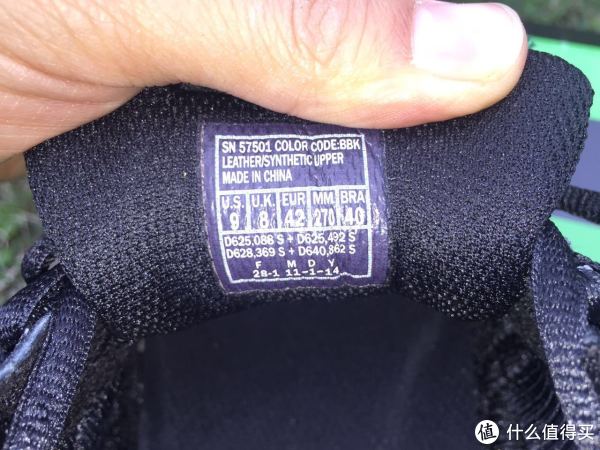 SN 57501 COLOR CODE:BBK
LEATHER/SYNTHETIC UPPER
MADE IN CHINA
U.S. U.K. EUR MM. BRA
9 8 42 270 40
D625,088 S + D625,492 S
D628,369 S + D640,862 S
F M D Y
28-1 11-1-14
值 什么值得买